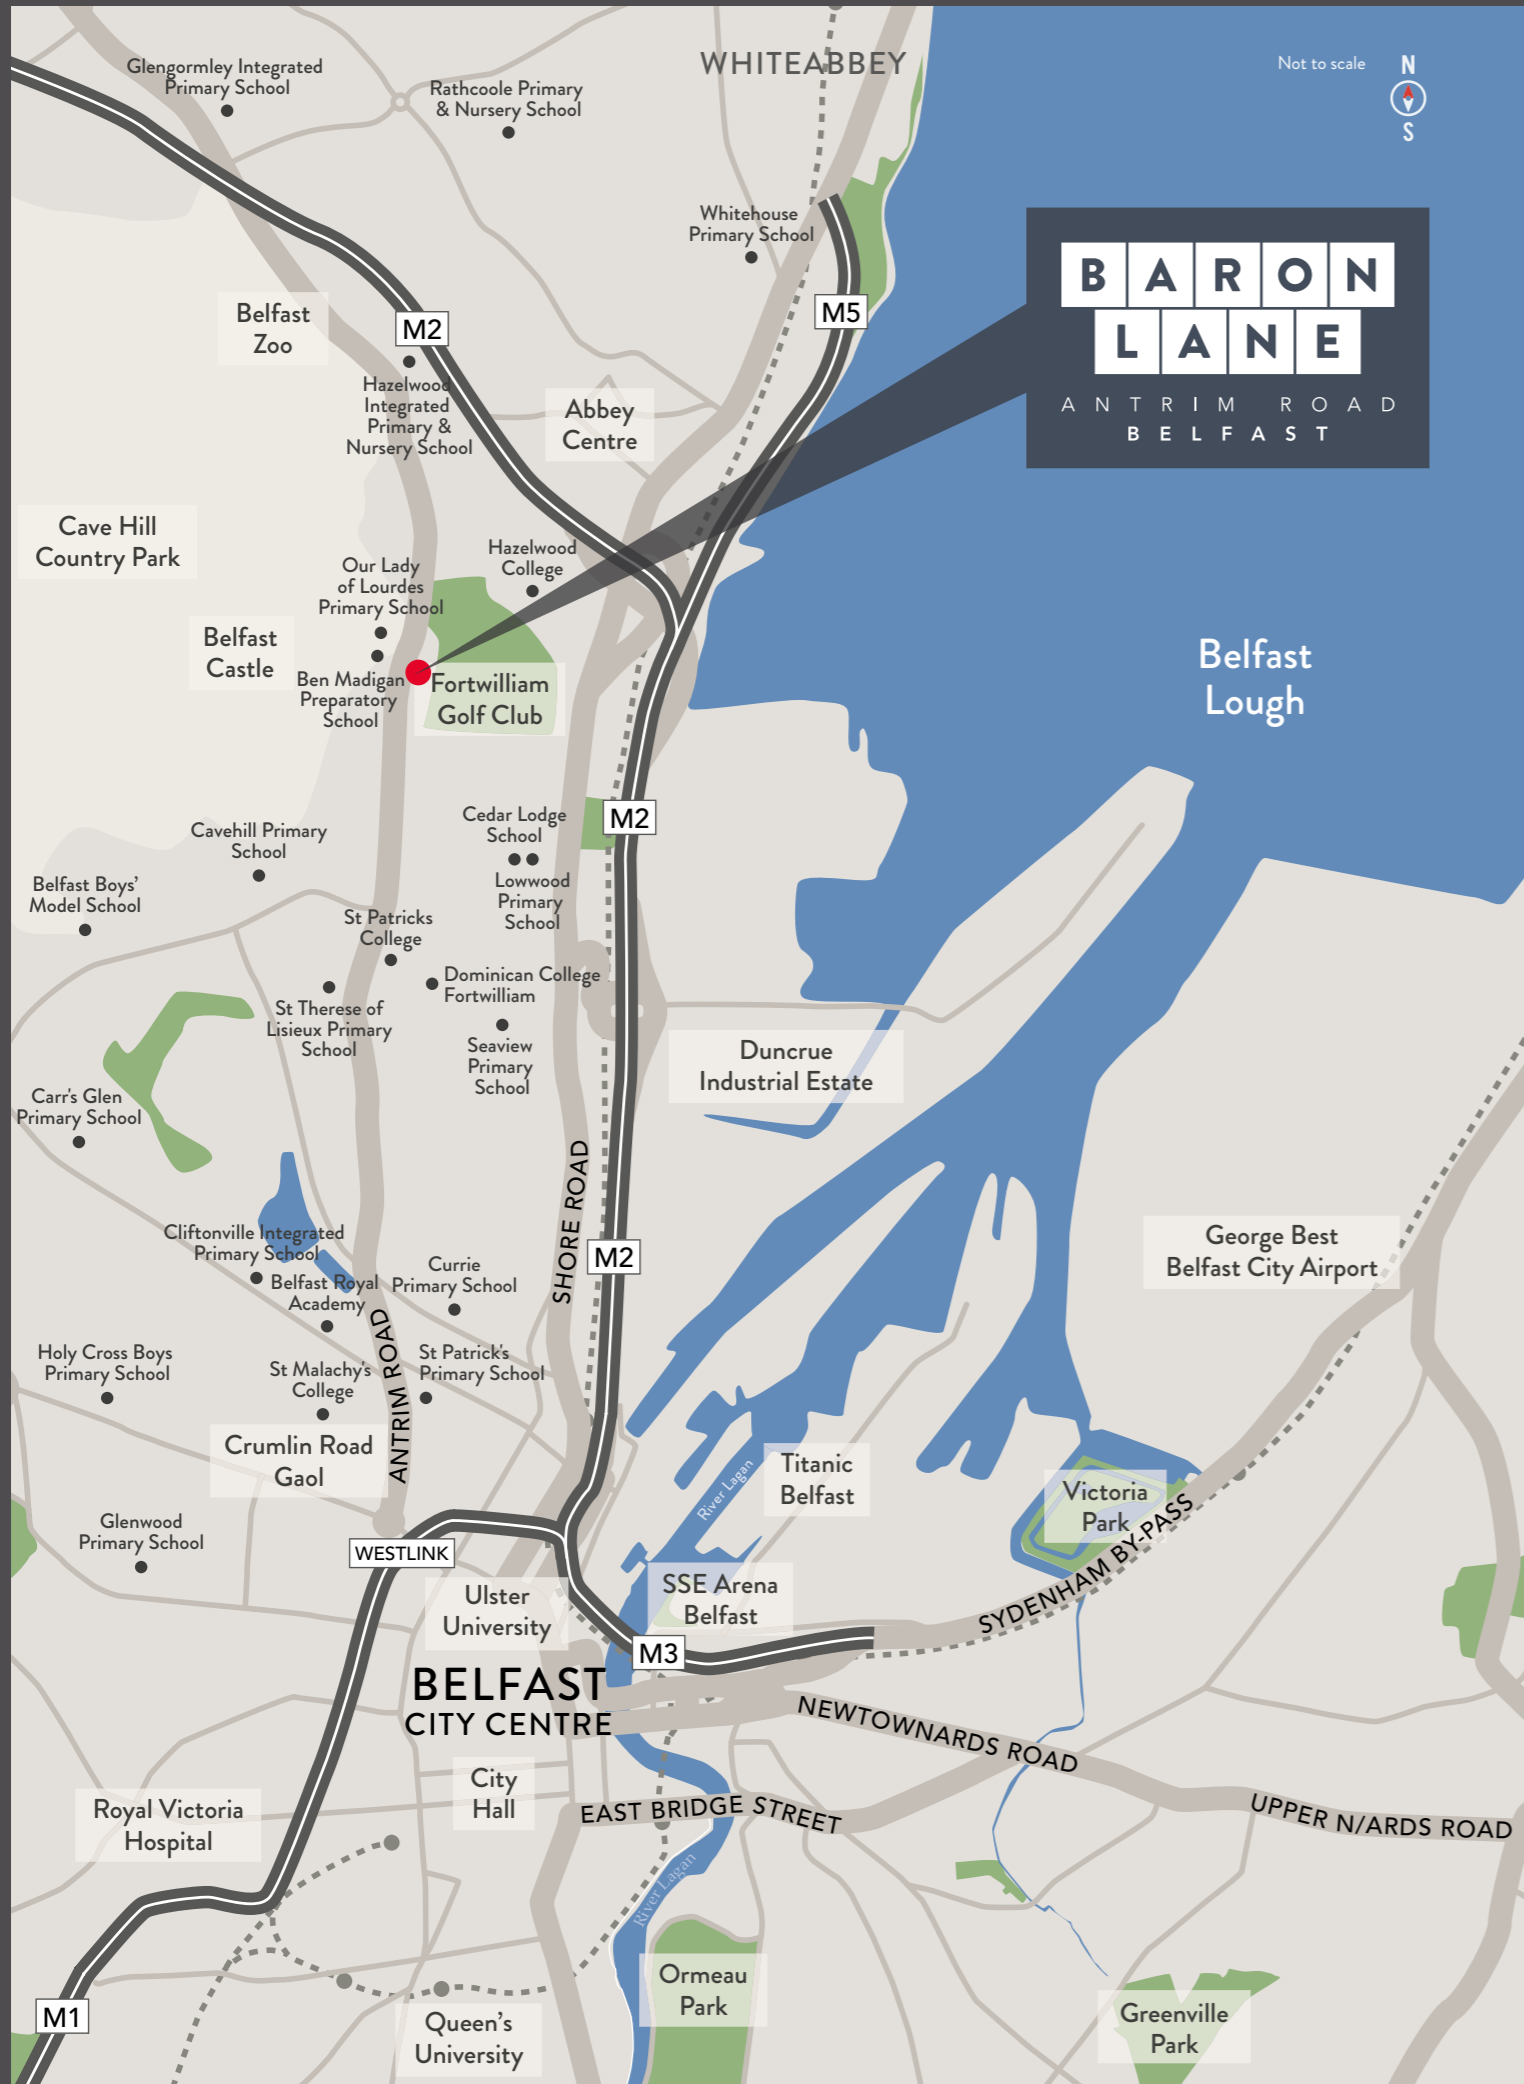 WHITEABBEY
Not to scale
N
S
Glengormley Integrated
Primary School
Rathcoole Primary
& Nursery School
Whitehouse
Primary School
BARON
LANE
ANTRIM ROAD
BELFAST
Belfast
Zoo
M2
M5
Hazelwood
Integrated
Primary &
Nursery School
Abbey
Centre
Cave Hill
Country Park
Hazelwood
College
Our Lady
of Lourdes
Primary School
Belfast
Castle
Ben Madigan
Preparatory
School
Fortwilliam
Golf Club
Belfast
Lough
M2
Cedar Lodge
School
Lowwood
Primary
School
Cavehill Primary
School
Belfast Boys’
Model School
St Patricks
College
Dominican College
Fortwilliam
St Therese of
Lisieux Primary
School
Seaview
Primary
School
Duncrue
Industrial Estate
Carr's Glen
Primary School
SHORE ROAD
M2
Cliftonville Integrated
Primary School
Belfast Royal
Academy
Currie
Primary School
George Best
Belfast City Airport
Holy Cross Boys
Primary School
St Malachy's
College
ANTRIM ROAD
St Patrick's
Primary School
Crumlin Road
Gaol
River Lagan
Titanic
Belfast
Victoria
Park
SYDENHAM BY-PASS
Glenwood
Primary School
WESTLINK
Ulster
University
SSE Arena
Belfast
M3
BELFAST
CITY CENTRE
NEWTOWNARDS ROAD
City
Hall
EAST BRIDGE STREET
UPPER N/ARDS ROAD
Royal Victoria
Hospital
River Lagan
M1
Ormeau
Park
Queen’s
University
Greenville
Park